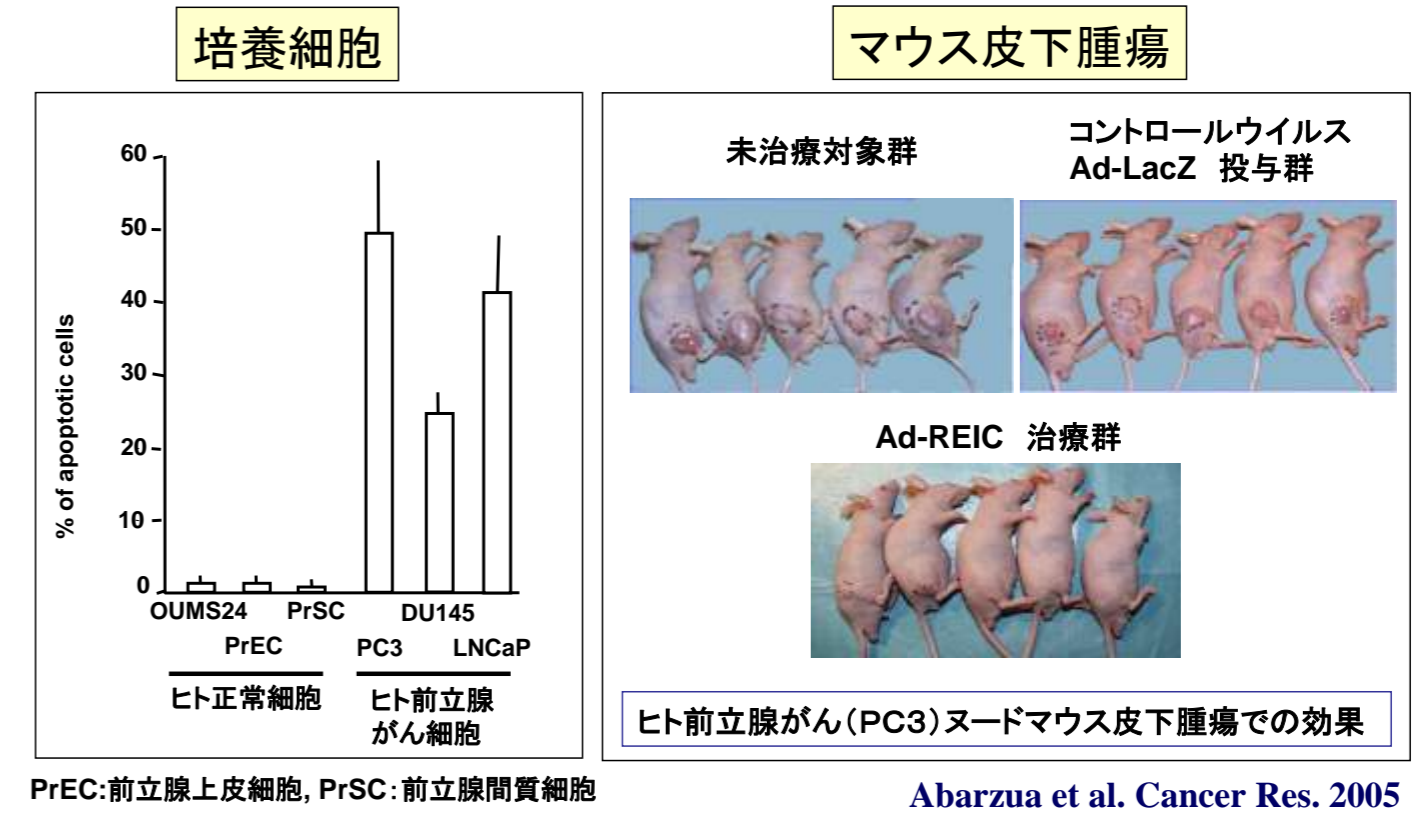 培養細胞
マウス皮下腫瘍
60
50
40
30
20
10
0
% of apoptotic cells
OUMS24
PrSC
DU145
PrEC
PC3
LNCaP
ヒト正常細胞
ヒト前立腺
がん細胞
未治療対象群
コントロールウイルス
Ad-LacZ 投与群
Ad-REIC 治療群
ヒト前立腺がん(PC3)ヌードマウス皮下腫瘍での効果
PrEC:前立腺上皮細胞, PrSC:前立腺間質細胞
Abarzua et al. Cancer Res. 2005